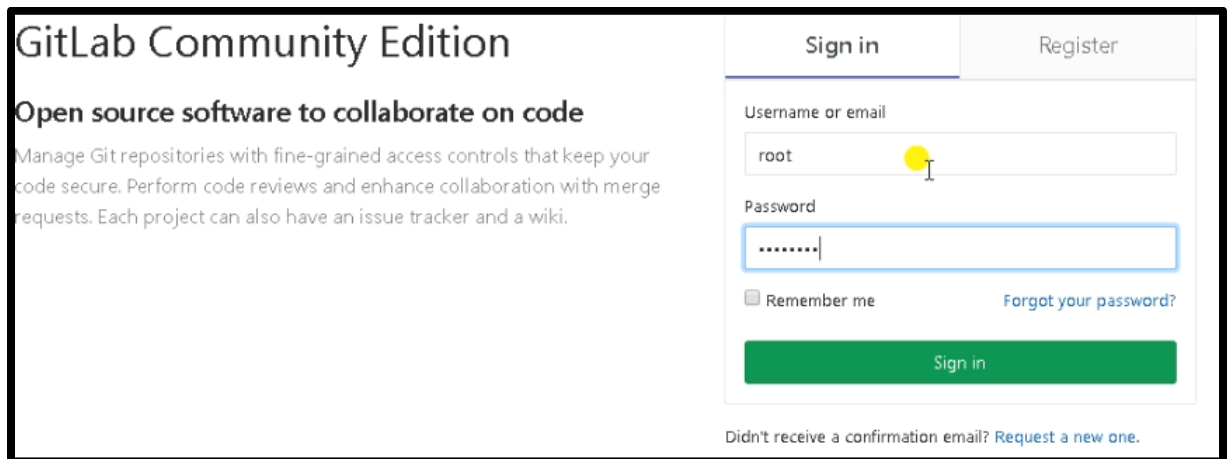 GitLab Community Edition
Open source software to collaborate on code
Manage Git repositories with fine-grained access controls that keep your
code secure. Perform code reviews and enhance collaboration with merge
requests. Each project can also have an issue tracker and a wiki.
Sign in
Register
Username or email
root
Password
••••••••
Remember me
Forgot your password?
Sign in
Didn't receive a confirmation email? Request a new one.